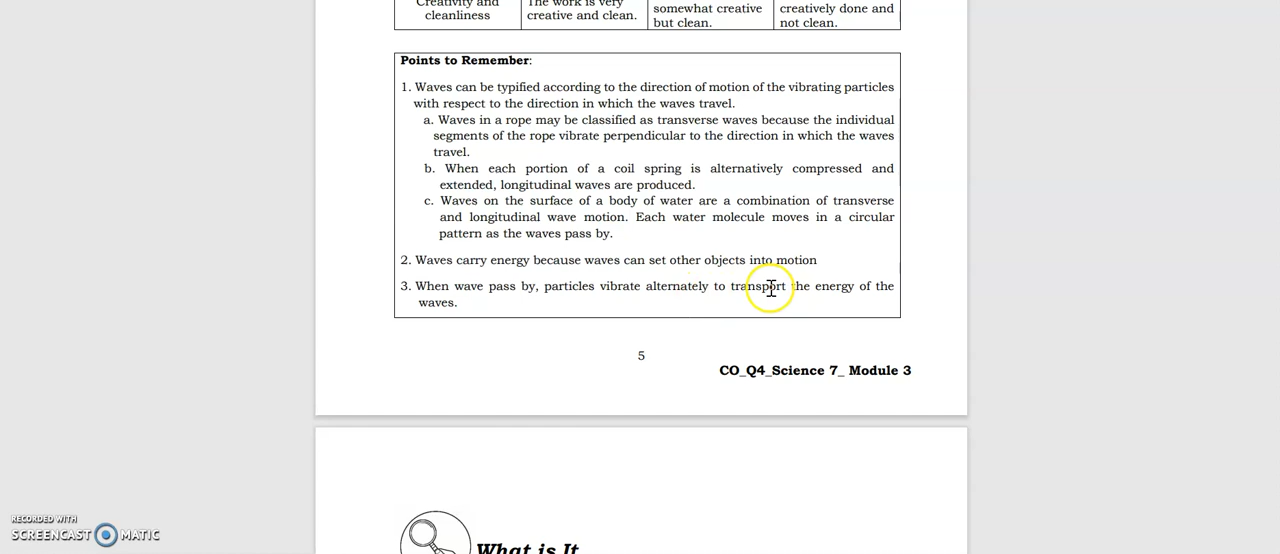 Creativity and
cleanliness
The work is very
creative and clean.
somewhat creative
but clean.
creatively done and
not clean.
Points to Remember:
1. Waves can be typified according to the direction of motion of the vibrating particles
with respect to the direction in which the waves travel.
a. Waves in a rope may be classified as transverse waves because the individual
segments of the rope vibrate perpendicular to the direction in which the waves
travel.
b. When each portion of a coil spring is alternatively compressed and
extended, longitudinal waves are produced.
c. Waves on the surface of a body of water are a combination of transverse
and longitudinal wave motion. Each water molecule moves in a circular
pattern as the waves pass by.
2. Waves carry energy because waves can set other objects into motion
3. When wave pass by, particles vibrate alternately to transport the energy of the
waves.
5
CO_Q4_Science 7_ Module 3
What is It
RECORDED WITH
SCREENCAST MATIC